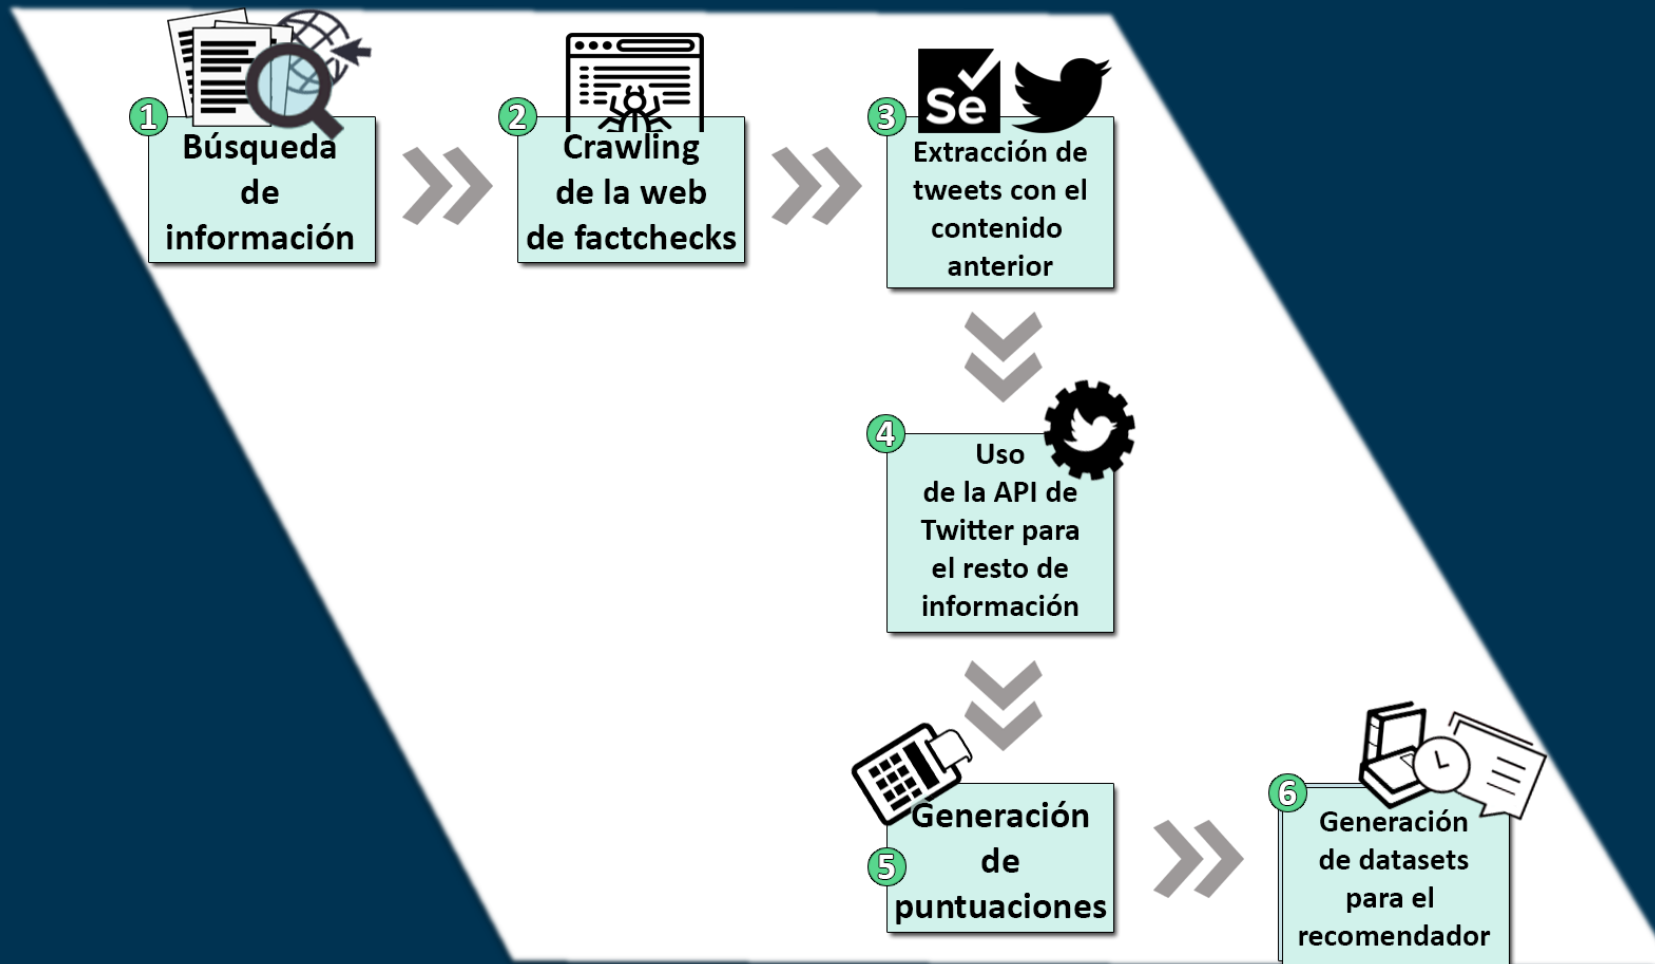 1
Búsqueda
de
información
2
Crawling
de la web
de factchecks
3
Se
Extracción de
tweets con el
contenido
anterior
4
Uso
de la API de
Twitter para
el resto de
información
5
Generación
de
puntuaciones
6
Generación
de datasets
para el
recomendador